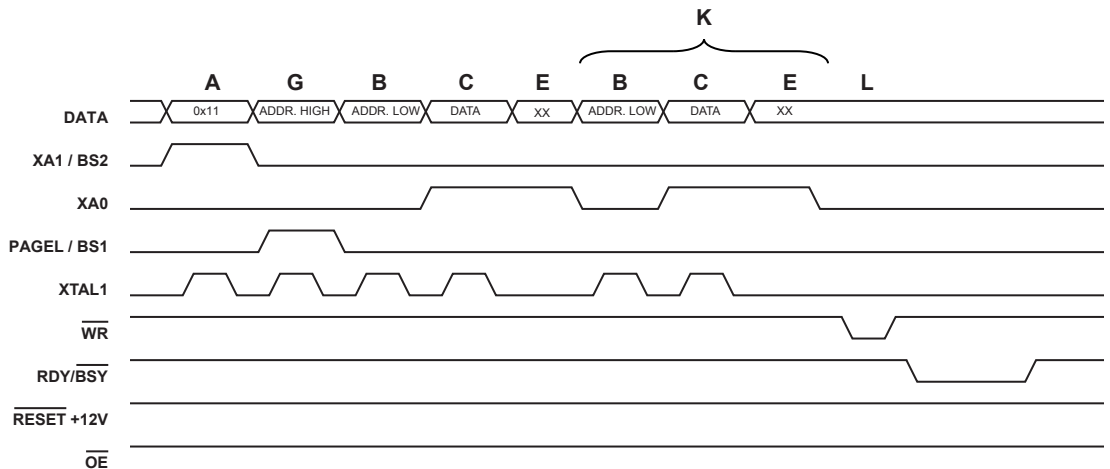 K
A G B C E B C E L
DATA 0x11 ADDR. HIGH ADDR. LOW DATA XX ADDR. LOW DATA XX
XA1 / BS2
XA0
PAGEL / BS1
XTAL1
WR
RDY/BSY
RESET +12V
OE